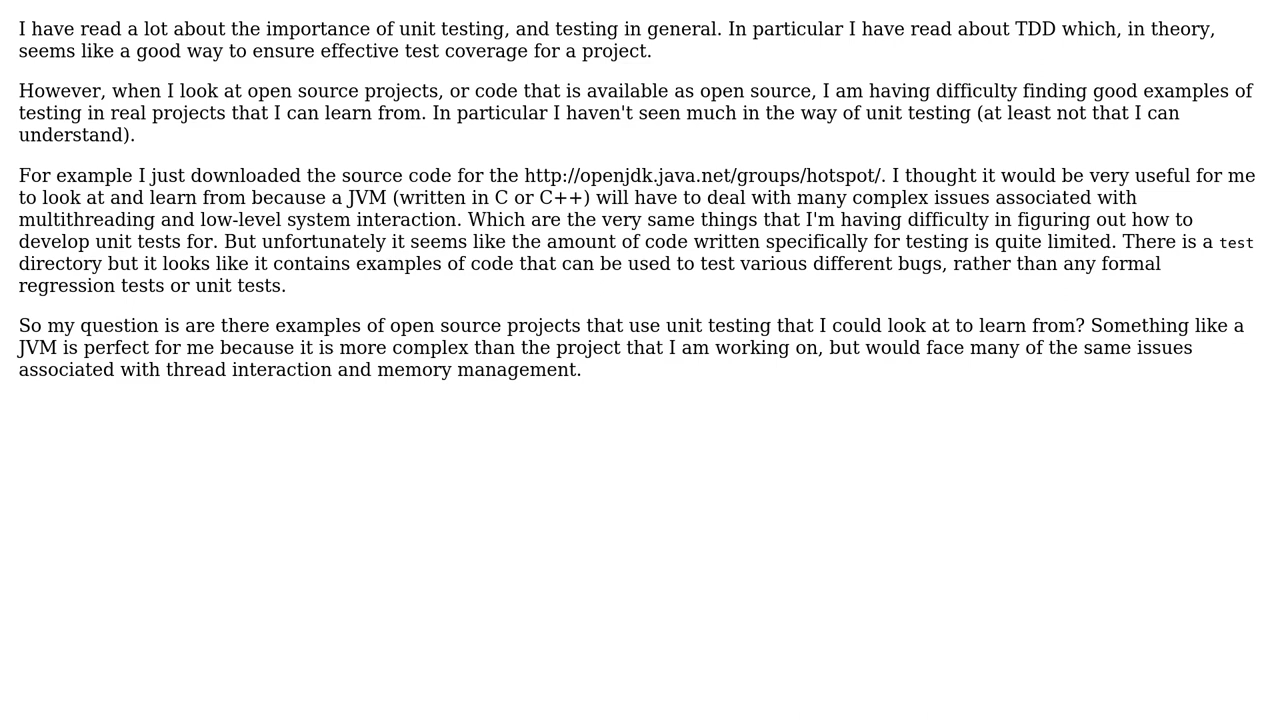 I have read a lot about the importance of unit testing, and testing in general. In particular I have read about TDD which, in theory,
seems like a good way to ensure effective test coverage for a project.
However, when I look at open source projects, or code that is available as open source, I am having difficulty finding good examples of
testing in real projects that I can learn from. In particular I haven't seen much in the way of unit testing (at least not that I can
understand).
For example I just downloaded the source code for the http://openjdk.java.net/groups/hotspot/. I thought it would be very useful for me
to look at and learn from because a JVM (written in C or C++) will have to deal with many complex issues associated with
multithreading and low-level system interaction. Which are the very same things that I'm having difficulty in figuring out how to
develop unit tests for. But unfortunately it seems like the amount of code written specifically for testing is quite limited. There is a test
directory but it looks like it contains examples of code that can be used to test various different bugs, rather than any formal
regression tests or unit tests.
So my question is are there examples of open source projects that use unit testing that I could look at to learn from? Something like a
JVM is perfect for me because it is more complex than the project that I am working on, but would face many of the same issues
associated with thread interaction and memory management.